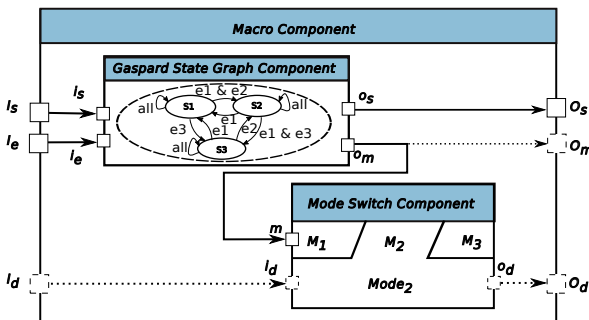 Macro Component
Gaspard State Graph Component
Is
is
e1 & e2
S1
S2
all
all
os
Os
Ie
ie
e3
e1
e1
e2
e1 & e3
all
S3
om
Om
Mode Switch Component
m
M1
M2
M3
Id
id
Mode2
od
Od